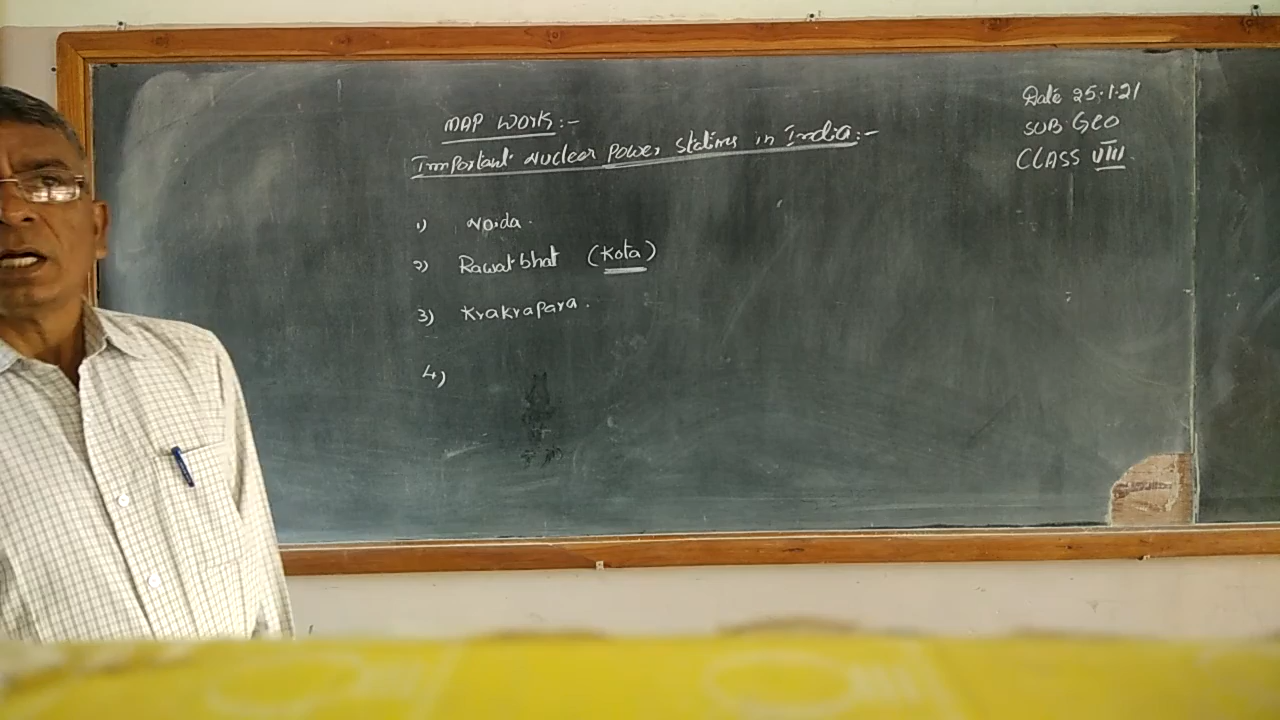 MAP WORK:-
Important Nuclear Power Stations in India:-
Date 25.1.21
SUB GEO
CLASS VIII
1) Noida.
2) Rawatbhat (Kota)
3) Krakrapara.
4)